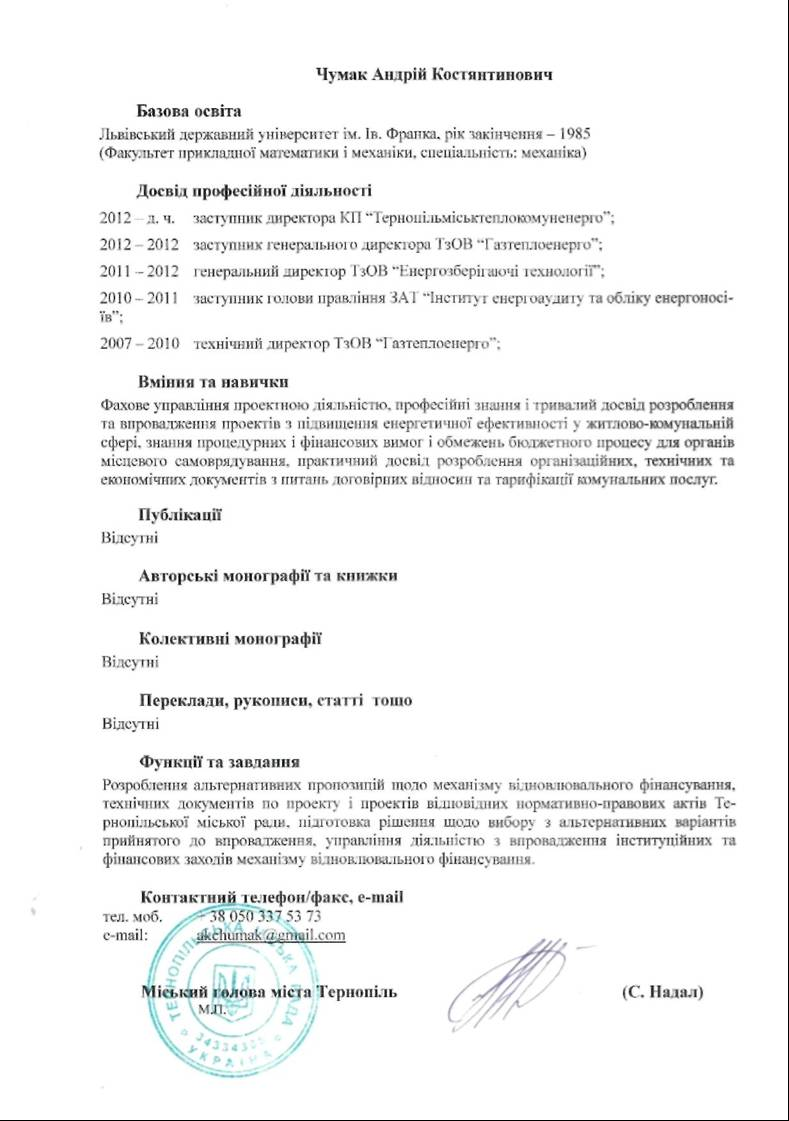 Чумак Андрій Костянтинович
Базова освіта
Львівський державний університет ім. Ів. Франка, рік закінчення – 1985
(Факультет прикладної математики і механіки, спеціальність: механіка)
Досвід професійної діяльності
2012 – д. ч. заступник директора КП “Тернопільміськтеплокомуненерго”;
2012 – 2012 заступник генерального директора ТзОВ “Газтеплоенерго”;
2011 – 2012 генеральний директор ТзОВ “Енергозберігаючі технології”;
2010 – 2011 заступник голови правління ЗАТ “Інститут енергоаудиту та обліку енергоносі-
їв”;
2007 – 2010 технічний директор ТзОВ “Газтеплоенерго”;
Вміння та навички
Фахове управління проектною діяльністю, професійні знання і тривалий досвід розроблення
та впровадження проектів з підвищення енергетичної ефективності у житлово-комунальній
сфері, знання процедурних і фінансових вимог і обмежень бюджетного процесу для органів
місцевого самоврядування, практичний досвід розроблення організаційних, технічних та
економічних документів з питань договірних відносин та тарифікації комунальних послуг.
Публікації
Відсутні
Авторські монографії та книжки
Відсутні
Колективні монографії
Відсутні
Переклади, рукописи, статті тощо
Відсутні
Функції та завдання
Розроблення альтернативних пропозицій щодо механізму відновлювального фінансування,
технічних документів по проекту і проектів відповідних нормативно-правових актів Те-
рнопільської міської ради, підготовка рішення щодо вибору з альтернативних варіантів
прийнятого до впровадження, управління діяльністю з впровадження інституційних та
фінансових заходів механізму відновлювального фінансування.
Контактний телефон/факс, e-mail
тел. моб. + 38 050 337 53 73
e-mail: akchumak@gmail.com
Міський голова міста Тернопіль (С. Надал)
М.П.
ТЕРНОПІЛЬСЬКА МІСЬКА РАДА
УКРАЇНА